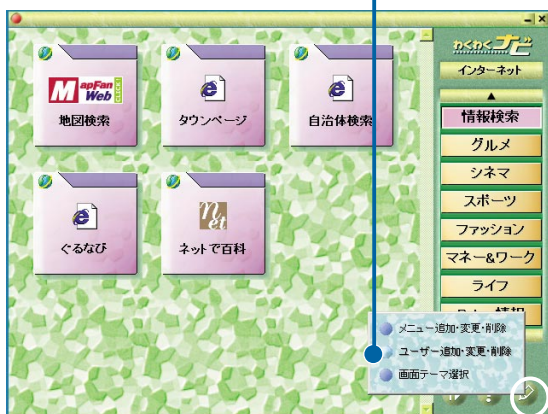 わくわくナビ
インターネット
MapFan Web CLICK!
地図検索
タウンページ
自治体検索
ぐるなび
net
ネットで百科
情報検索
グルメ
シネマ
スポーツ
ファッション
マネー&ワーク
ライフ
情報
メニュー追加・変更・削除
ユーザー追加・変更・削除
画面テーマ選択